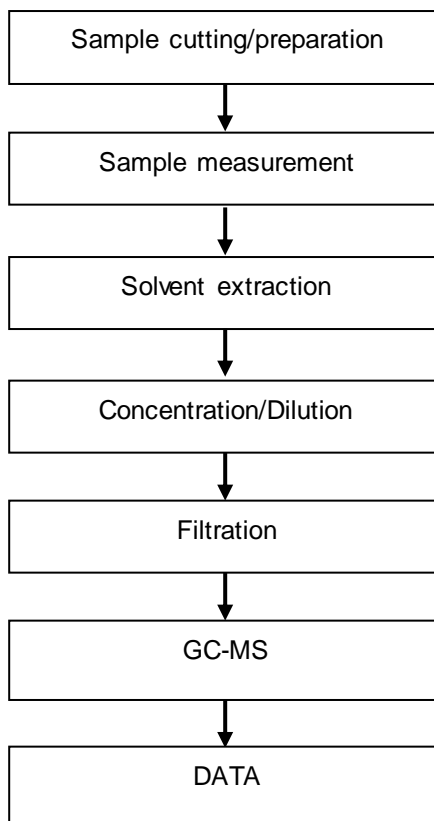 Sample cutting/preparation
Sample measurement
Solvent extraction
Concentration/Dilution
Filtration
GC-MS
DATA